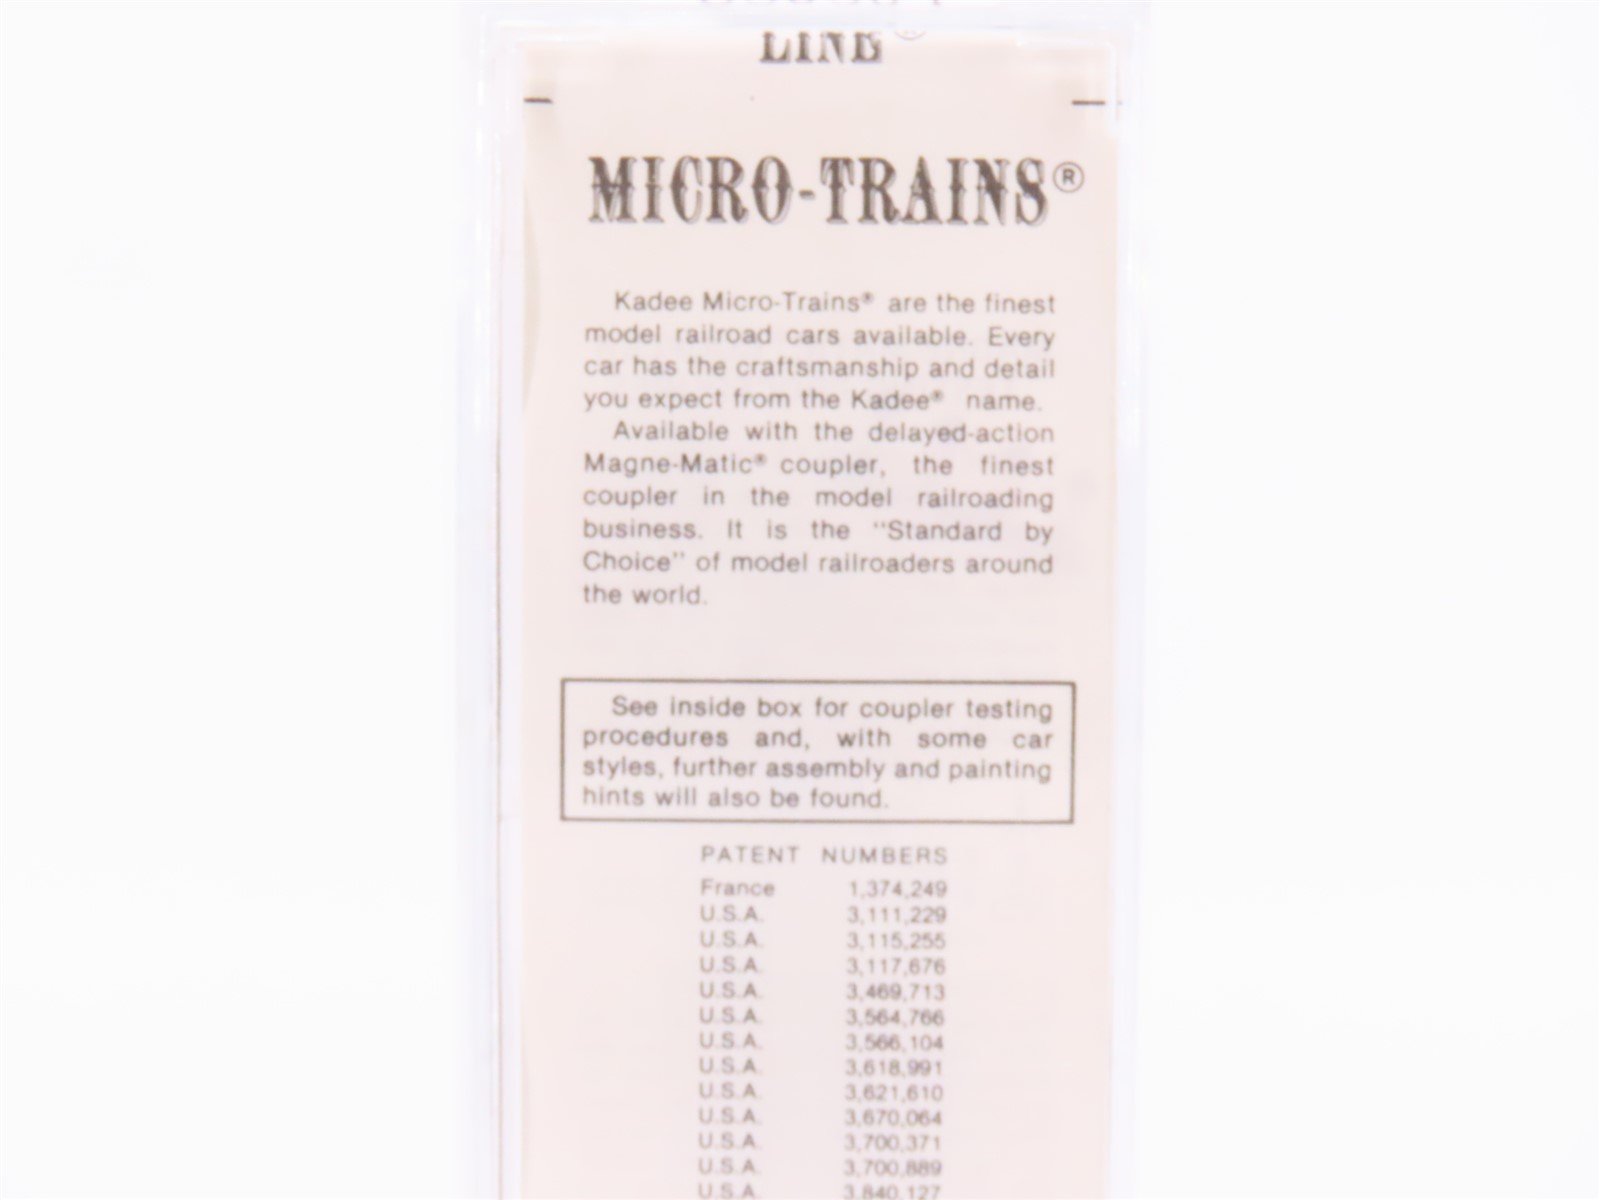 LINE®
MICRO-TRAINS®
Kadee Micro-Trains® are the finest
model railroad cars available. Every
car has the craftsmanship and detail
you expect from the Kadee® name.
Available with the delayed-action
Magne-Matic® coupler, the finest
coupler in the model railroading
business. It is the "Standard by
Choice" of model railroaders around
the world.
See inside box for coupler testing
procedures and, with some car
styles, further assembly and painting
hints will also be found.
PATENT NUMBERS
France 1,374,249
U.S.A. 3,111,229
U.S.A. 3,115,255
U.S.A. 3,117,676
U.S.A. 3,469,713
U.S.A. 3,564,766
U.S.A. 3,566,104
U.S.A. 3,618,991
U.S.A. 3,621,610
U.S.A. 3,670,064
U.S.A. 3,700,371
U.S.A. 3,700,889
U.S.A. 3,840,127